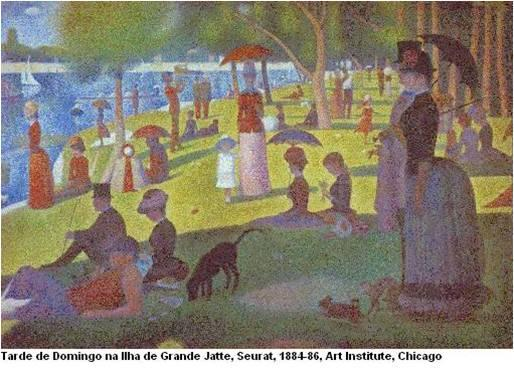 Tarde de Domingo na Ilha de Grande Jatte, Seurat, 1884-86, Art Institute, Chicago